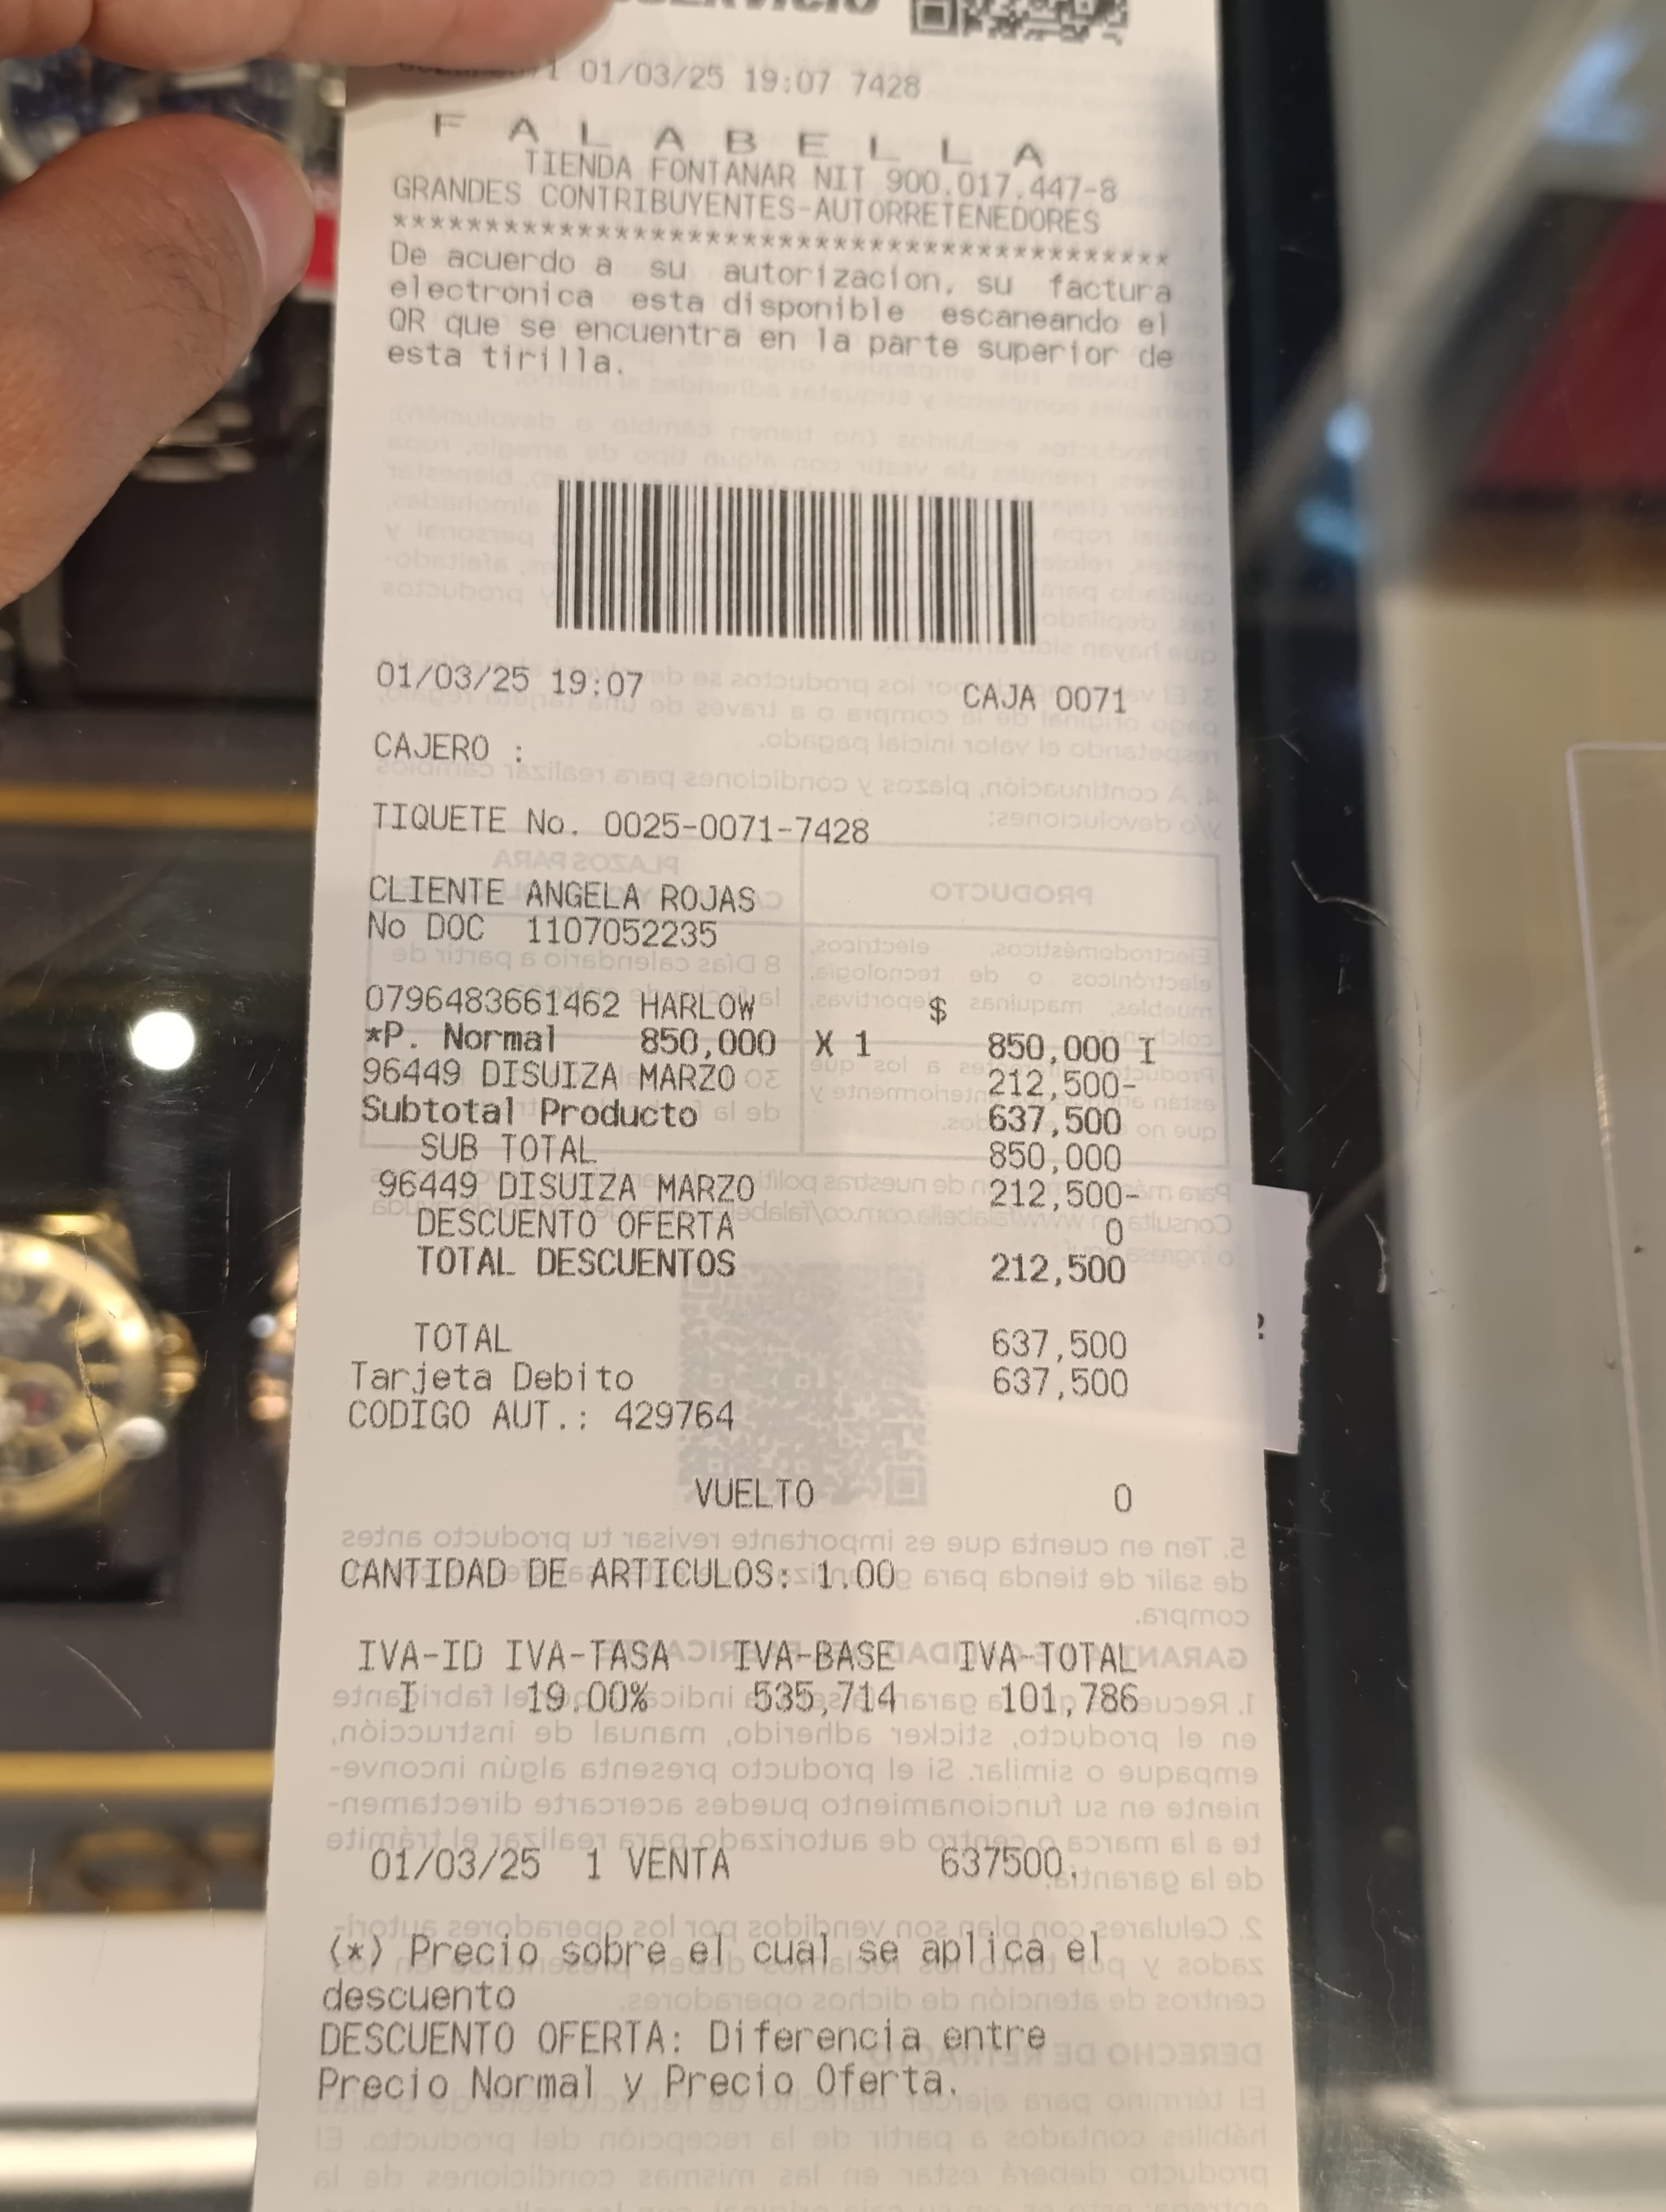 01/03/25 19:07 7428
FALABELLA
TIENDA FONTANAR NIT 900.017.447-8
GRANDES CONTRIBUYENTES-AUTORRETENEDORES
De acuerdo a su autorizacion, su factura
electronica esta disponible escaneando el
QR que se encuentra en la parte superior de
esta tirilla.
01/03/25 19:07 CAJA 0071
CAJERO :
TIQUETE No. 0025-0071-7428
CLIENTE ANGELA ROJAS
No DOC 1107052235
0796483661462 HARLOW $
*P. Normal 850,000 X 1 850,000 I
96449 DISUIZA MARZO 212,500-
Subtotal Producto 637,500
SUB TOTAL 850,000
96449 DISUIZA MARZO 212,500-
DESCUENTO OFERTA 0
TOTAL DESCUENTOS 212,500
TOTAL 637,500
Tarjeta Debito 637,500
CODIGO AUT.: 429764
VUELTO 0
CANTIDAD DE ARTICULOS: 1.00
IVA-ID IVA-TASA IVA-BASE IVA-TOTAL
I 19.00% 535,714 101,786
01/03/25 1 VENTA 637500.
(*) Precio sobre el cual se aplica el
descuento
DESCUENTO OFERTA: Diferencia entre
Precio Normal y Precio Oferta.